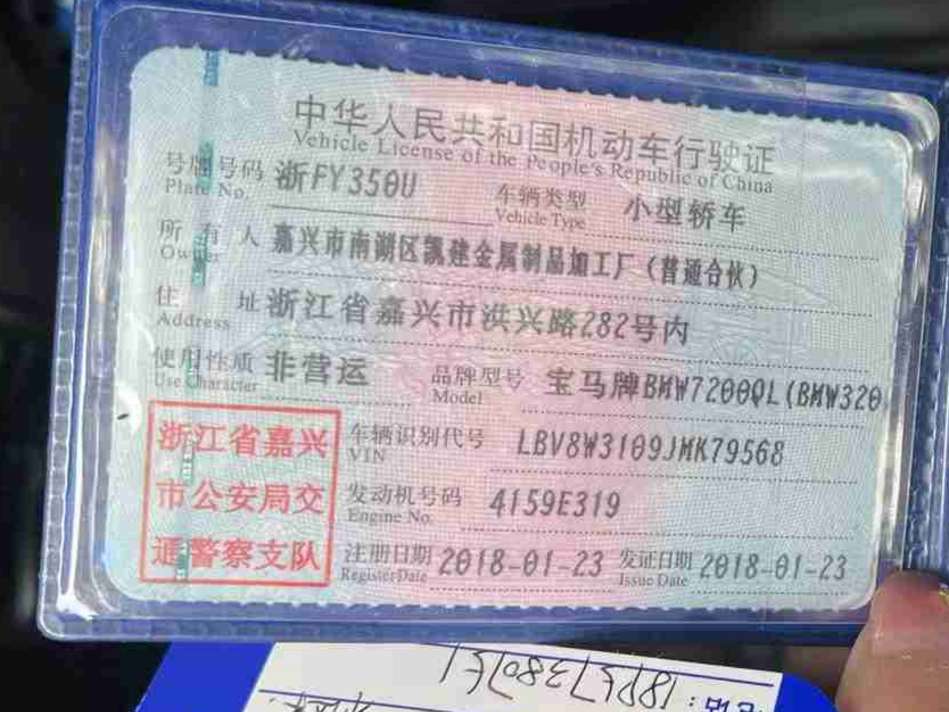 中华人民共和国机动车行驶证
Vehicle License of the People's Republic of China
号牌号码 浙FY350U 车辆类型 小型轿车
Plate No. Vehicle Type
所有人 嘉兴市南湖区凯建金属制品加工厂(普通合伙)
Owner
住址 浙江省嘉兴市洪兴路282号内
Address
使用性质 非营运 品牌型号 宝马牌BMW7200QL(BMW320
Use Character Model
浙江省嘉兴 车辆识别代号 LBV8W3109JMK79568
VIN
市公安局交 发动机号码 4159E319
Engine No.
通警察支队 注册日期 2018-01-23 发证日期 2018-01-23
Register Date Issue Date